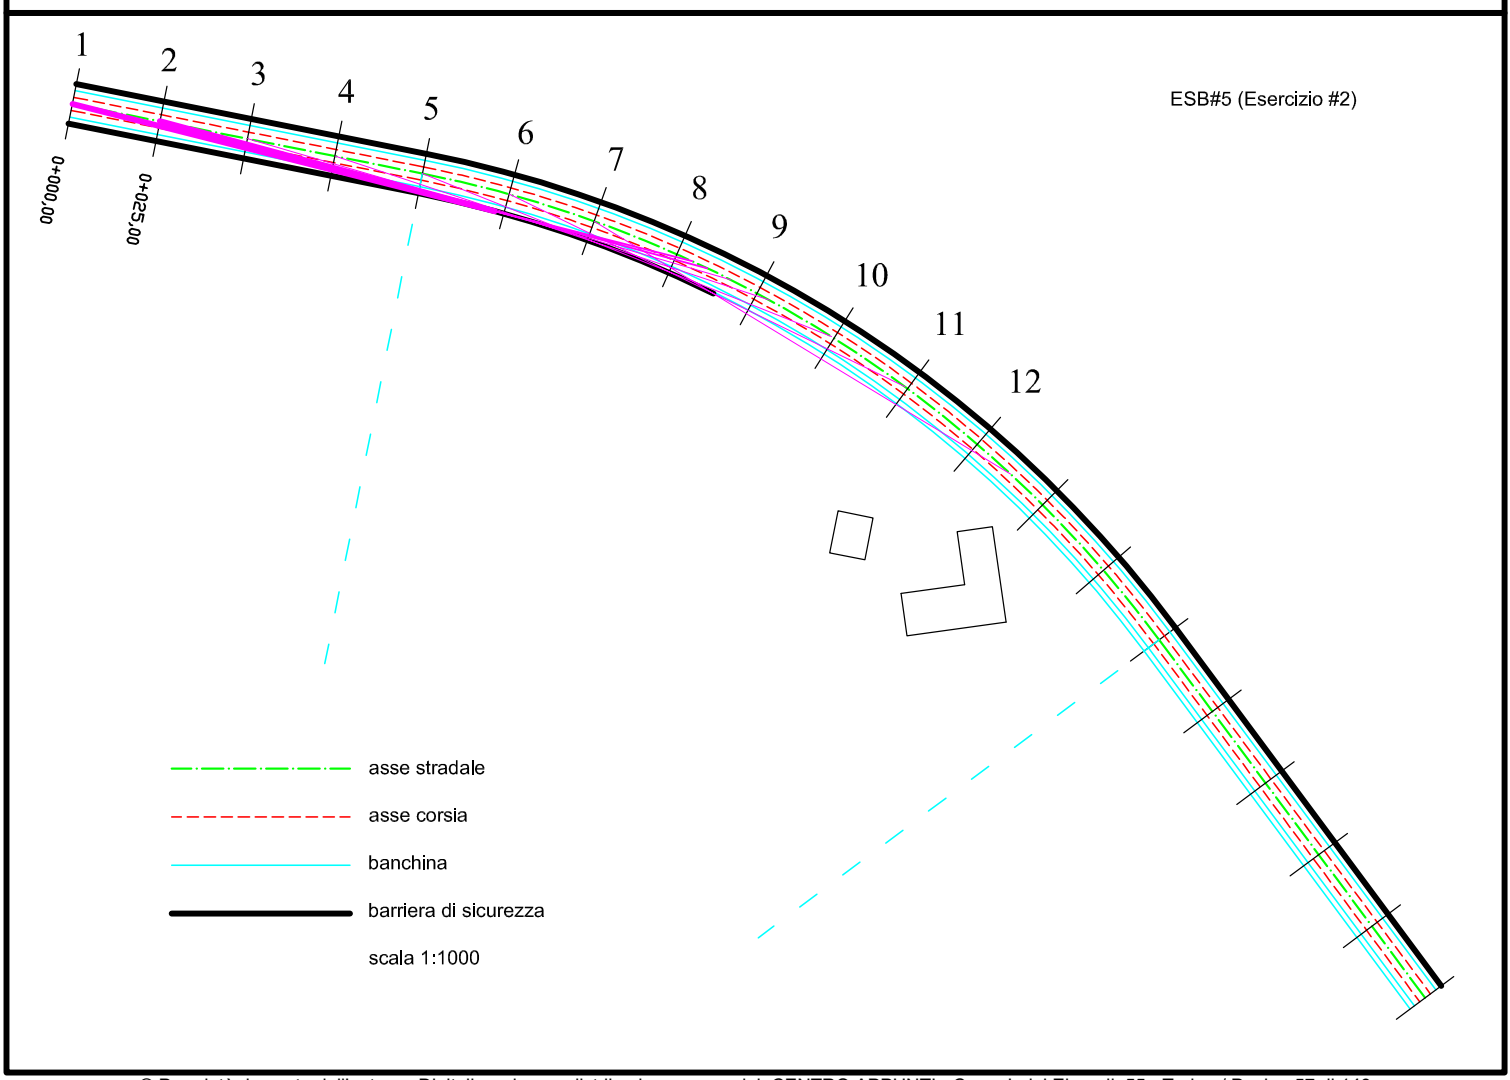 1
2
3
4
5
6
7
8
9
10
11
12
ESB#5 (Esercizio #2)
0+000,00
0+025,00
asse stradale
asse corsia
banchina
barriera di sicurezza
scala 1:1000